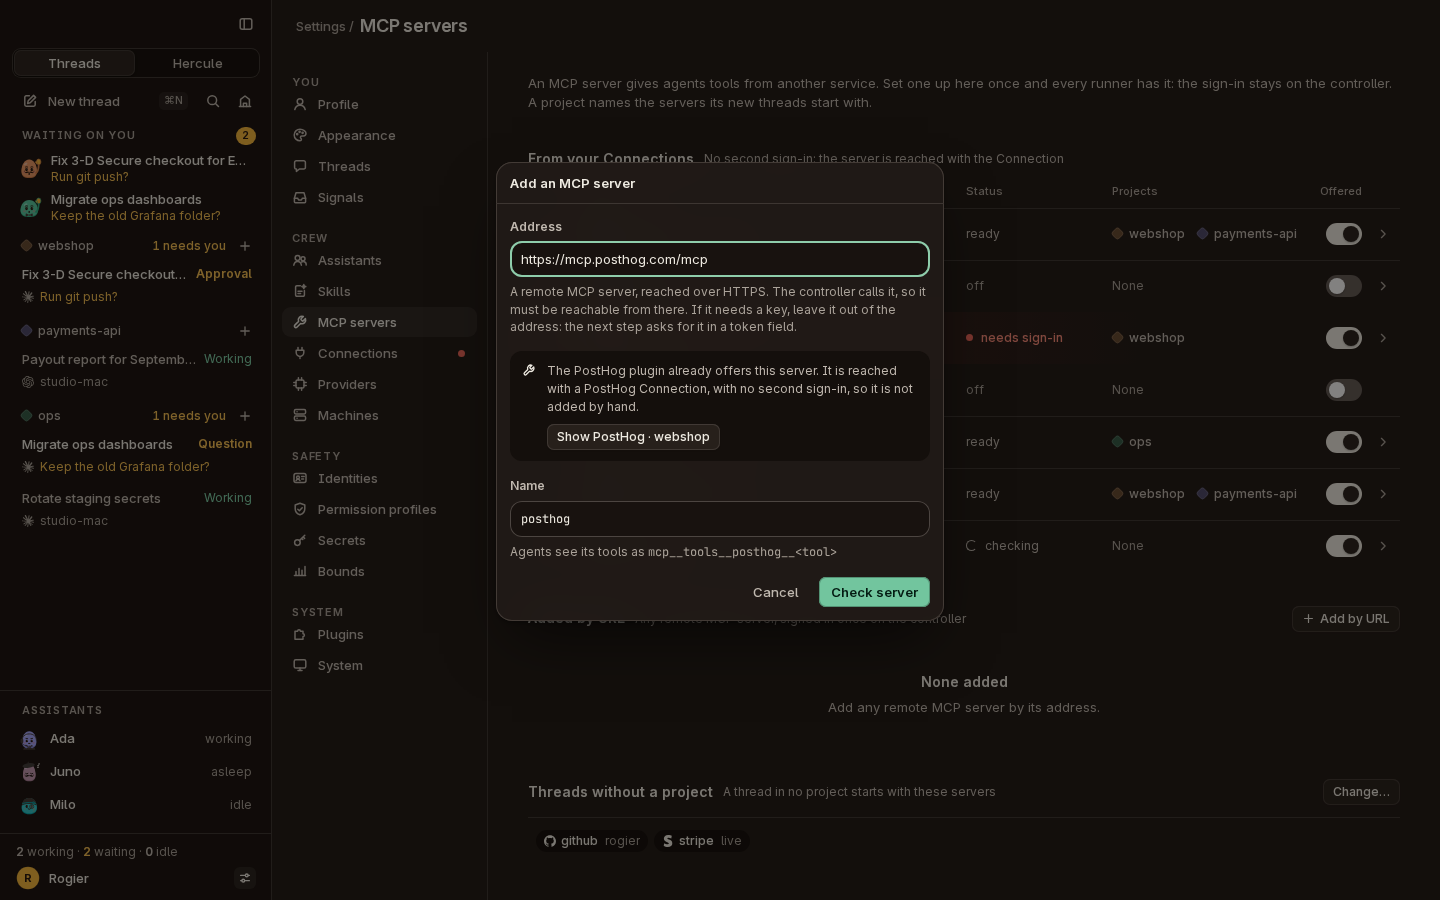 Threads
Hercule
New thread
⌘N
WAITING ON YOU
2
Fix 3-D Secure checkout for E…
Run git push?
Migrate ops dashboards
Keep the old Grafana folder?
webshop
1 needs you
Fix 3-D Secure checkout…
Approval
Run git push?
payments-api
Payout report for Septemb…
Working
studio-mac
ops
1 needs you
Migrate ops dashboards
Question
Keep the old Grafana folder?
Rotate staging secrets
Working
studio-mac
ASSISTANTS
Ada
working
Juno
asleep
Milo
idle
2 working · 2 waiting · 0 idle
R
Rogier
Settings / MCP servers
YOU
Profile
Appearance
Threads
Signals
CREW
Assistants
Skills
MCP servers
Connections
Providers
Machines
SAFETY
Identities
Permission profiles
Secrets
Bounds
SYSTEM
Plugins
System
An MCP server gives agents tools from another service. Set one up here once and every runner has it: the sign-in stays on the controller.
A project names the servers its new threads start with.
From your Connections
No second sign-in: the server is reached with the Connection
Status
Projects
Offered
ready
webshop
payments-api
off
None
needs sign-in
webshop
off
None
ready
ops
ready
webshop
payments-api
checking
None
Add an MCP server
Address
https://mcp.posthog.com/mcp
A remote MCP server, reached over HTTPS. The controller calls it, so it
must be reachable from there. If it needs a key, leave it out of the
address: the next step asks for it in a token field.
The PostHog plugin already offers this server. It is reached
with a PostHog Connection, with no second sign-in, so it is not
added by hand.
Show PostHog · webshop
Name
posthog
Agents see its tools as mcp__tools__posthog__<tool>
Cancel
Check server
Added by URL
Any remote MCP server, signed in once on the controller
Add by URL
None added
Add any remote MCP server by its address.
Threads without a project
A thread in no project starts with these servers
Change…
github rogier
stripe live